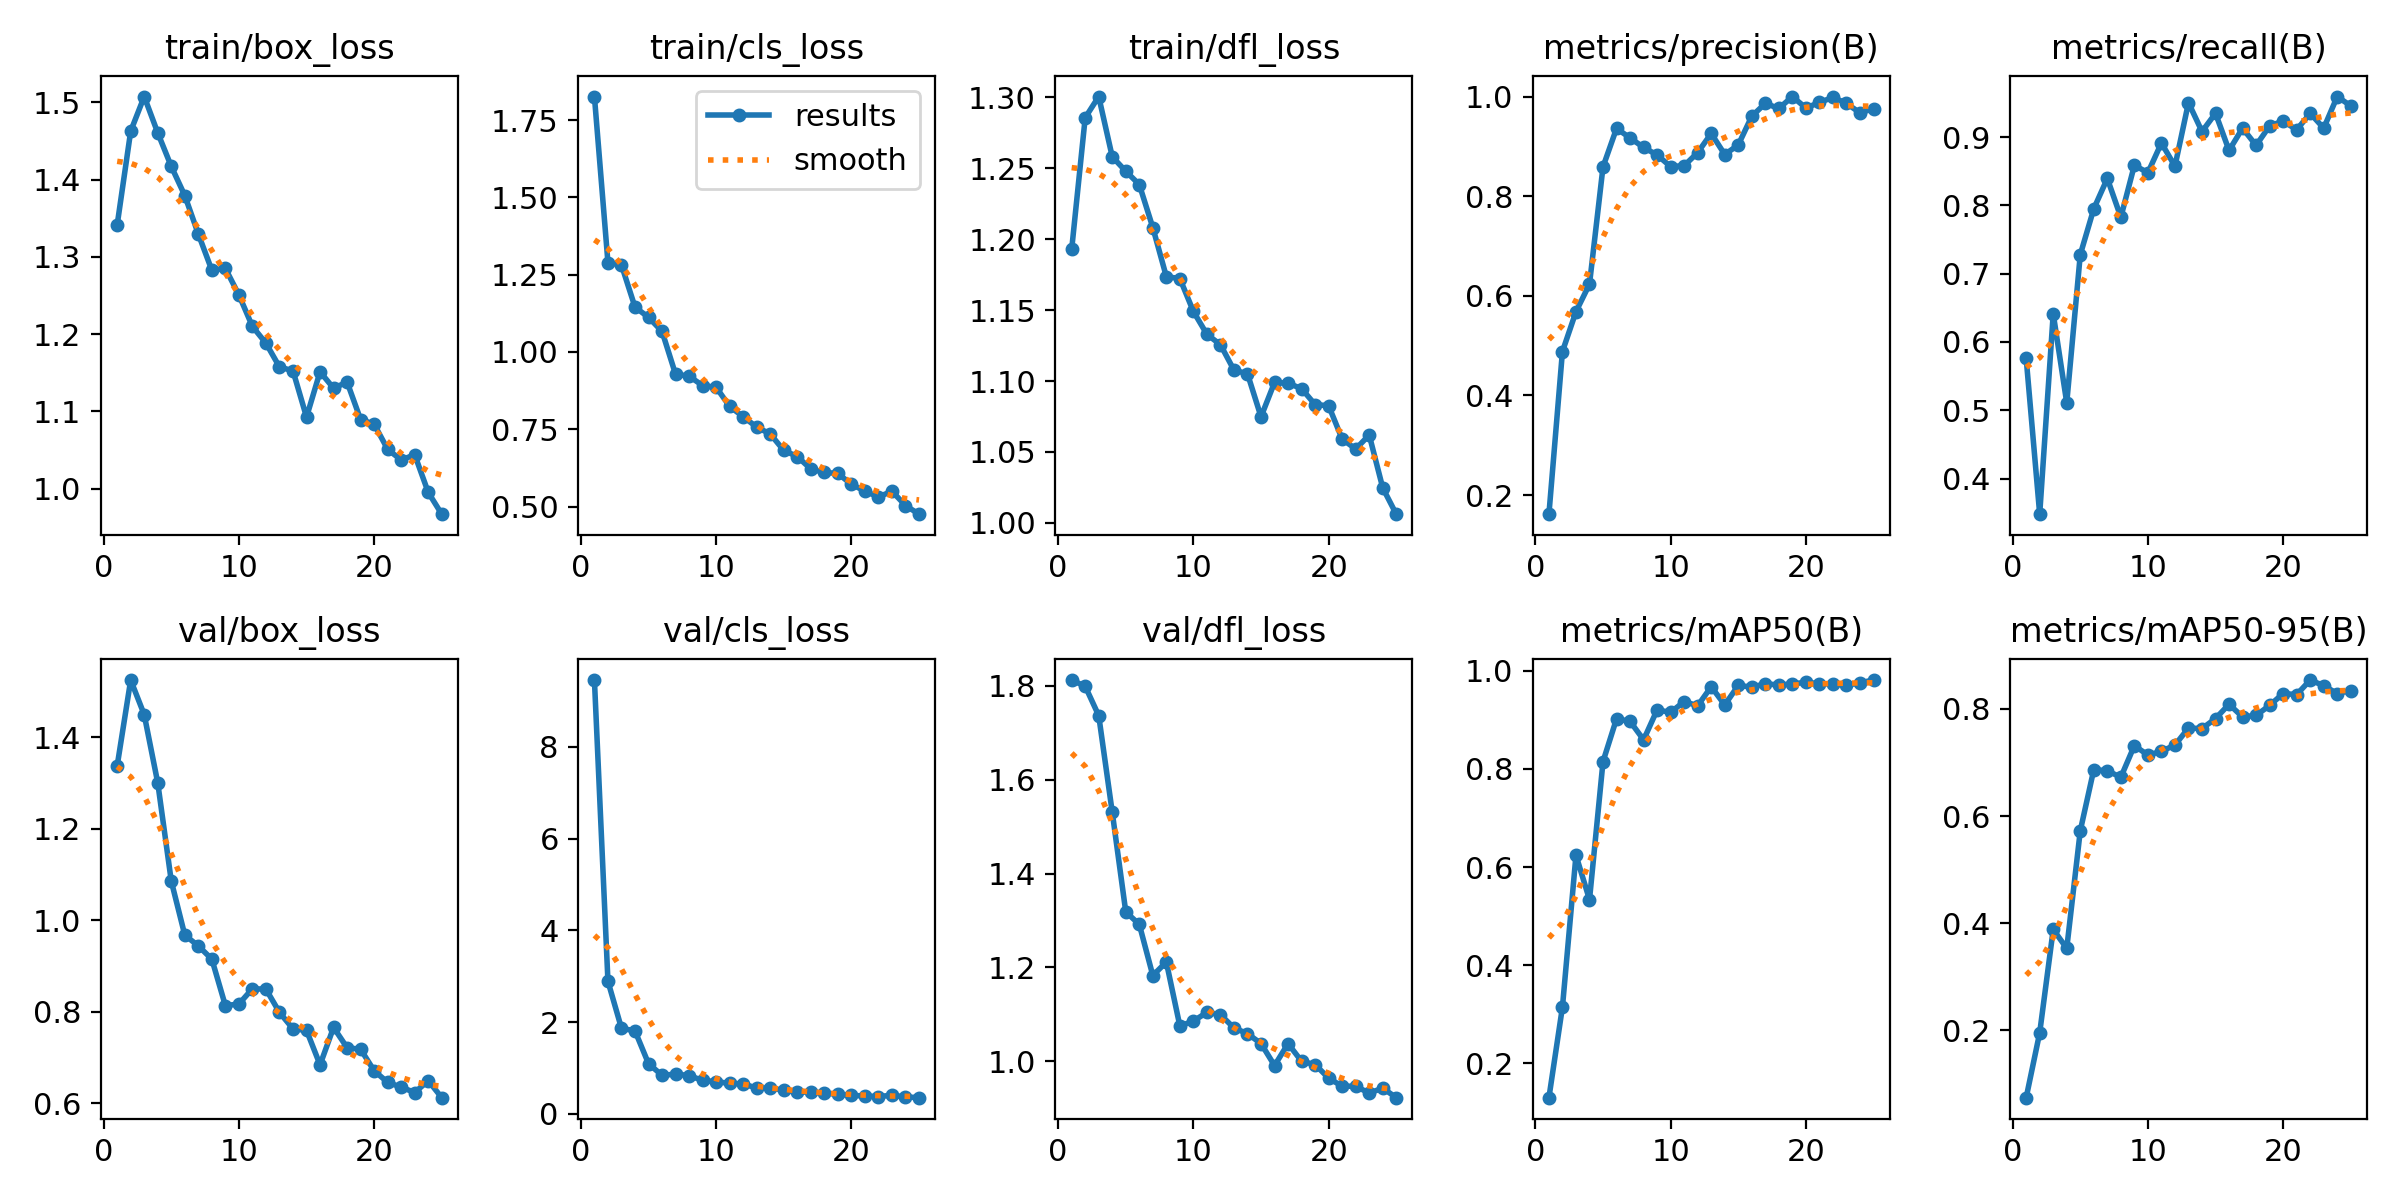 train/box_loss
1.5
1.4
1.3
1.2
1.1
1.0
0 10 20
train/cls_loss
results
smooth
1.75
1.50
1.25
1.00
0.75
0.50
0 10 20
train/dfl_loss
1.30
1.25
1.20
1.15
1.10
1.05
1.00
0 10 20
metrics/precision(B)
1.0
0.8
0.6
0.4
0.2
0 10 20
metrics/recall(B)
0.9
0.8
0.7
0.6
0.5
0.4
0 10 20
val/box_loss
1.4
1.2
1.0
0.8
0.6
0 10 20
val/cls_loss
8
6
4
2
0
0 10 20
val/dfl_loss
1.8
1.6
1.4
1.2
1.0
0 10 20
metrics/mAP50(B)
1.0
0.8
0.6
0.4
0.2
0 10 20
metrics/mAP50-95(B)
0.8
0.6
0.4
0.2
0 10 20